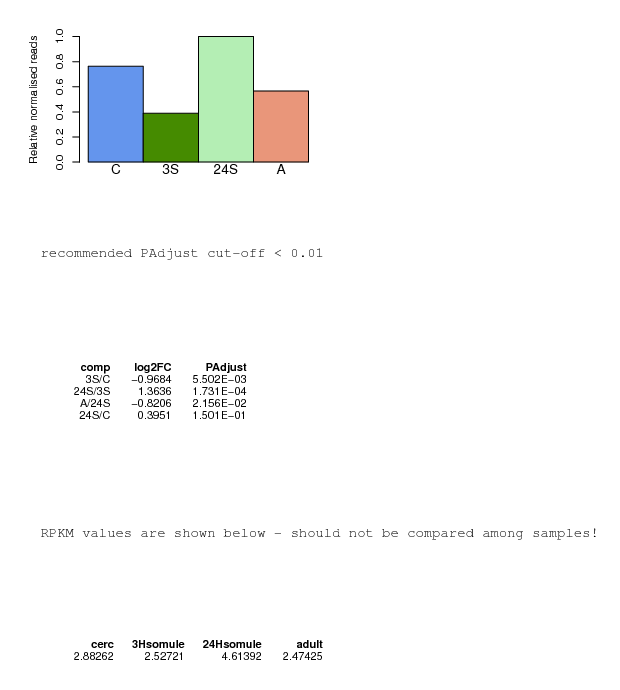 Relative normalised reads
1.0
0.8
0.6
0.4
0.2
0.0
C 3S 24S A
recommended PAdjust cut-off < 0.01
comp log2FC PAdjust
3S/C −0.9684 5.502E−03
24S/3S 1.3636 1.731E−04
A/24S −0.8206 2.156E−02
24S/C 0.3951 1.501E−01
RPKM values are shown below - should not be compared among samples!
cerc 3Hsomule 24Hsomule adult
2.88262 2.52721 4.61392 2.47425